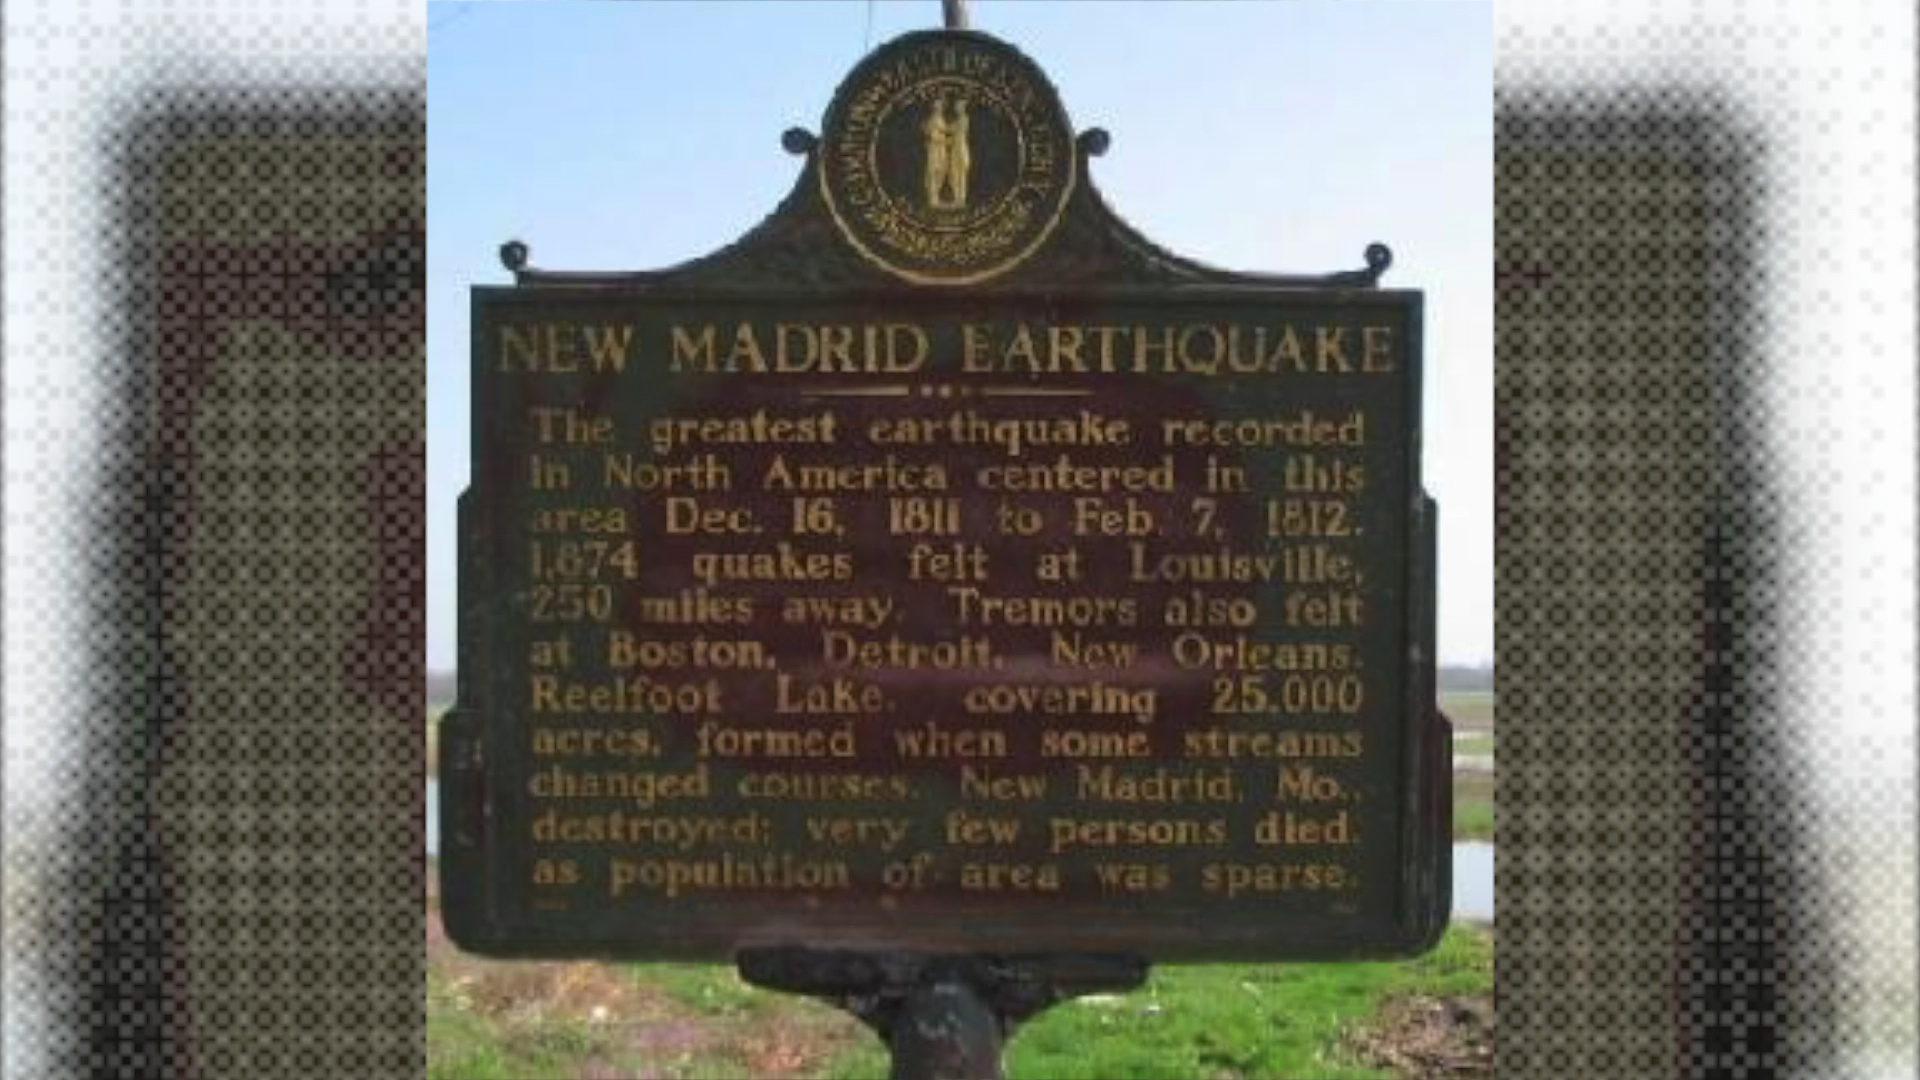 COMMONWEALTH OF KENTUCKY
NEW MADRID EARTHQUAKE
The greatest earthquake recorded
in North America centered in this
area Dec. 16, 1811 to Feb. 7, 1812.
1,874 quakes felt at Louisville,
250 miles away. Tremors also felt
at Boston, Detroit, New Orleans.
Reelfoot Lake, covering 25,000
acres, formed when some streams
changed courses. New Madrid, Mo.,
destroyed; very few persons died,
as population of area was sparse.